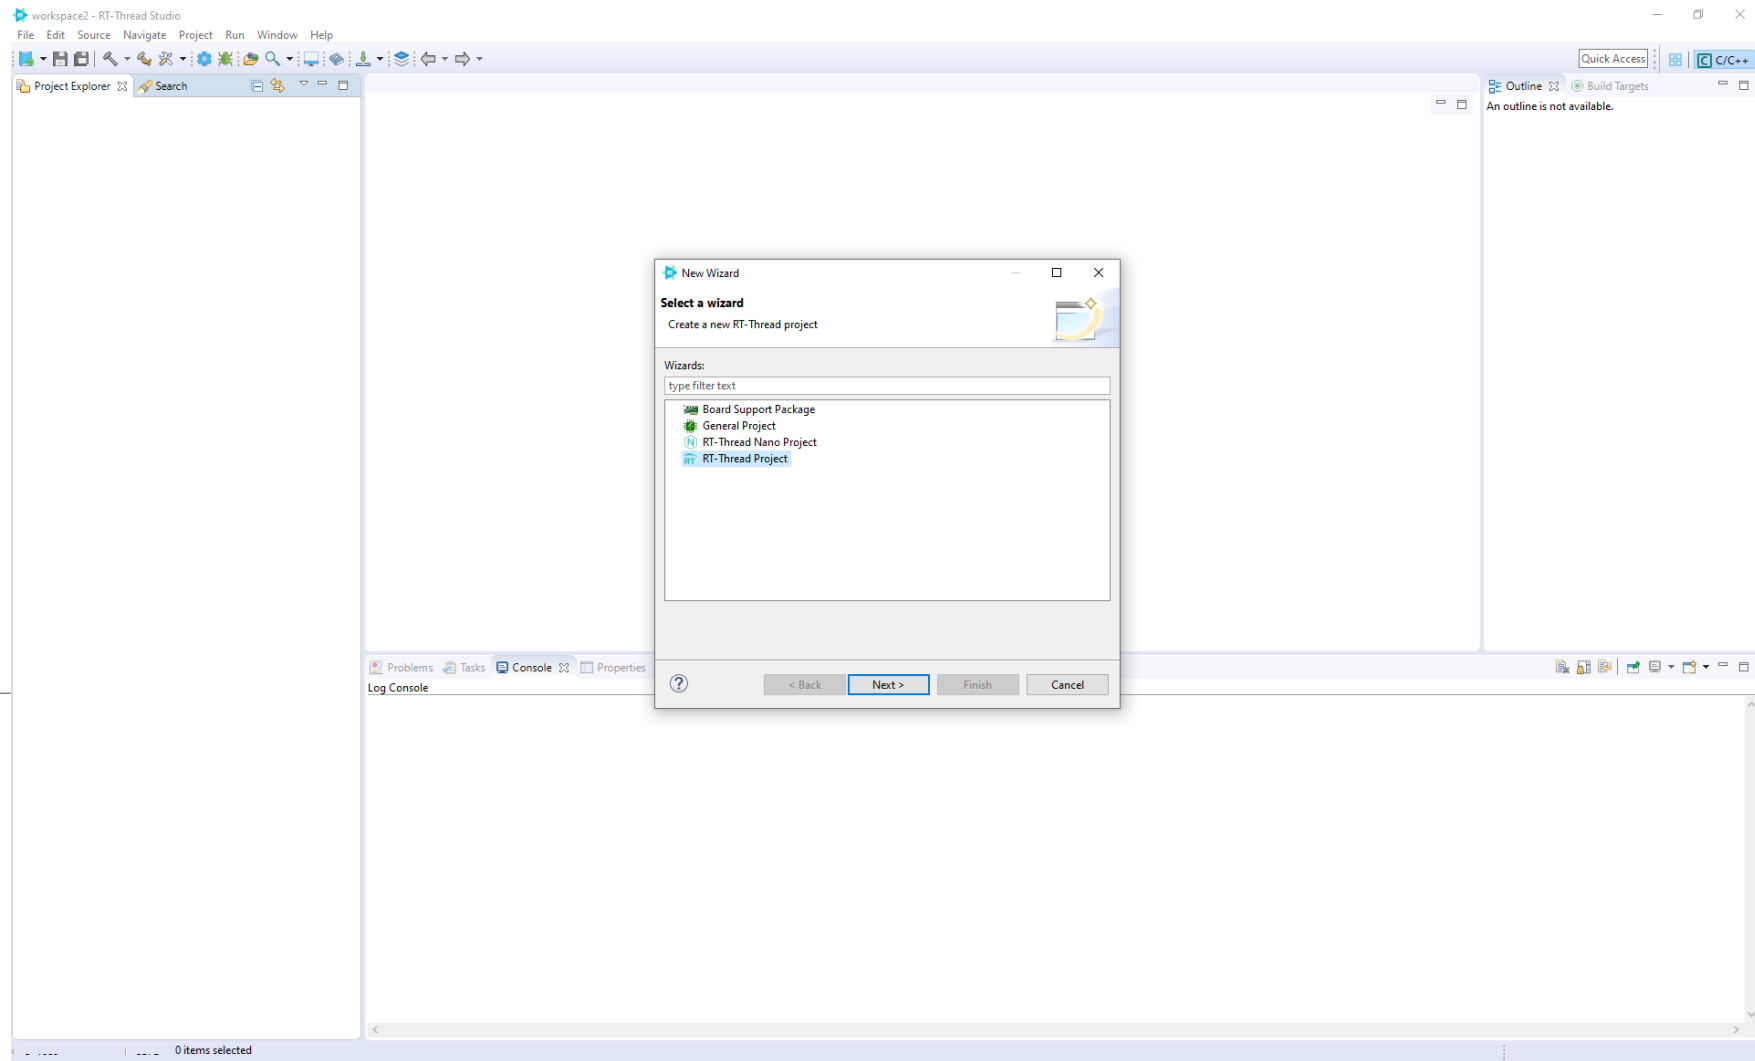 workspace2 - RT-Thread Studio
File Edit Source Navigate Project Run Window Help
Quick Access C/C++
Project Explorer Search
Outline Build Targets
An outline is not available.
New Wizard
Select a wizard
Create a new RT-Thread project
Wizards:
type filter text
Board Support Package
General Project
RT-Thread Nano Project
RT-Thread Project
< Back Next > Finish Cancel
Problems Tasks Console Properties
Log Console
0 items selected